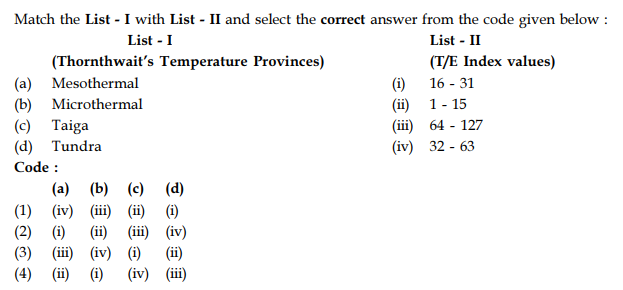 Match the List - I with List - II and select the correct answer from the code given below :
List - I List - II
(Thornthwait's Temperature Provinces) (T/E Index values)
(a) Mesothermal (i) 16 - 31
(b) Microthermal (ii) 1 - 15
(c) Taiga (iii) 64 - 127
(d) Tundra (iv) 32 - 63
Code :
(a) (b) (c) (d)
(1) (iv) (iii) (ii) (i)
(2) (i) (ii) (iii) (iv)
(3) (iii) (iv) (i) (ii)
(4) (ii) (i) (iv) (iii)